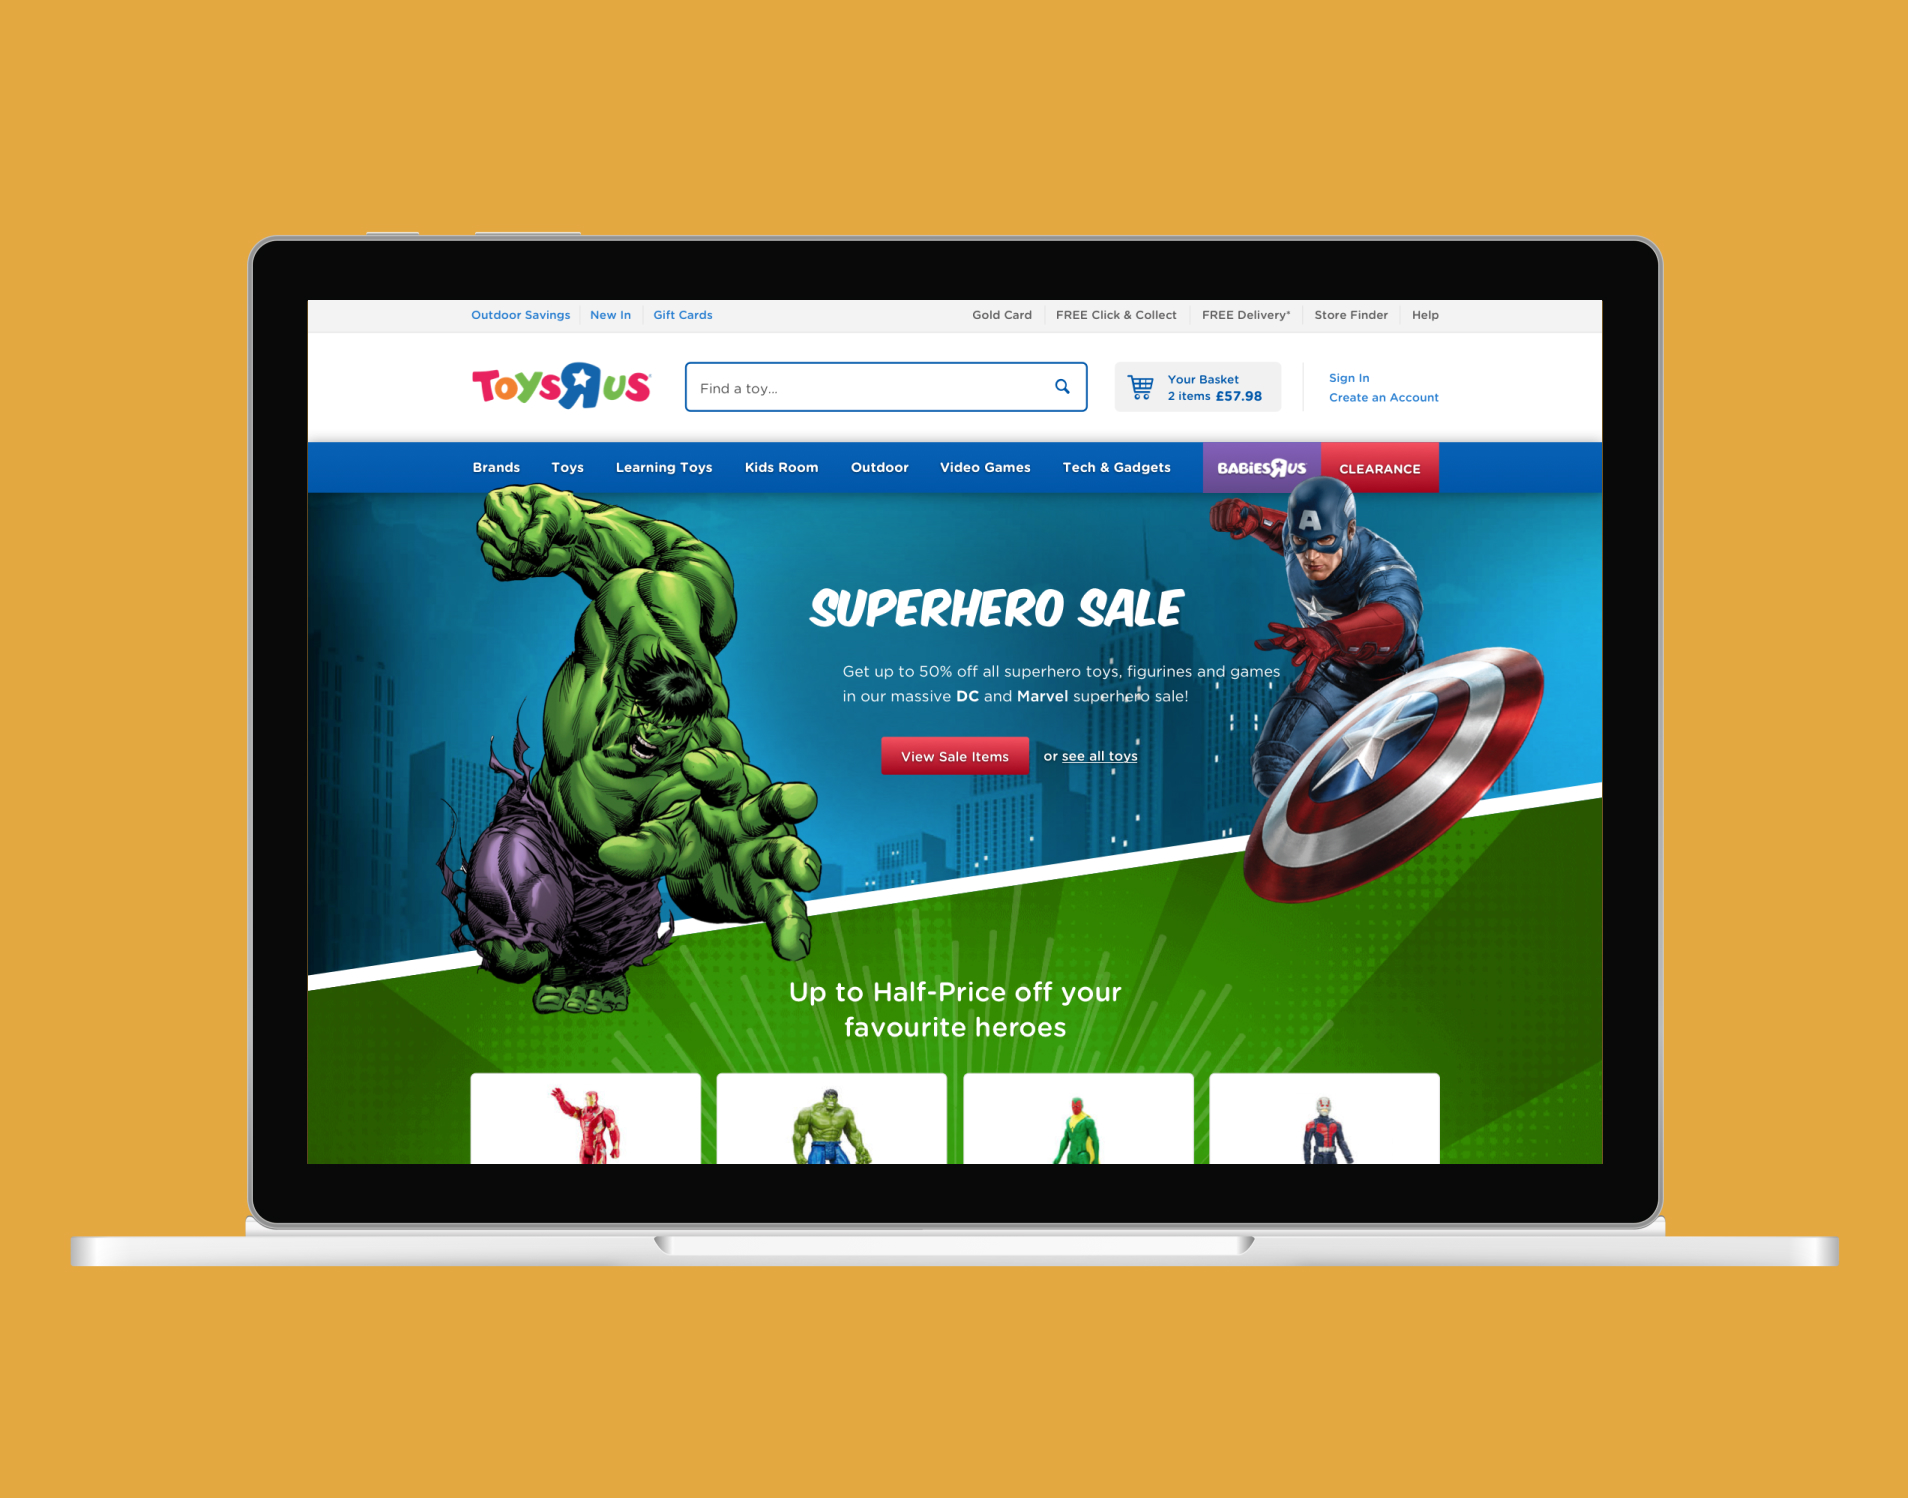 Outdoor Savings New In Gift Cards Gold Card FREE Click & Collect FREE Delivery* Store Finder Help
TOYSRUS Find a toy... Your Basket Sign In
2 items £57.98 Create an Account
Brands Toys Learning Toys Kids Room Outdoor Video Games Tech & Gadgets BABIESRUS CLEARANCE
A
SUPERHERO SALE
Get up to 50% off all superhero toys, figurines and games
in our massive DC and Marvel superhero sale!
View Sale Items or see all toys
Up to Half-Price off your
favourite heroes